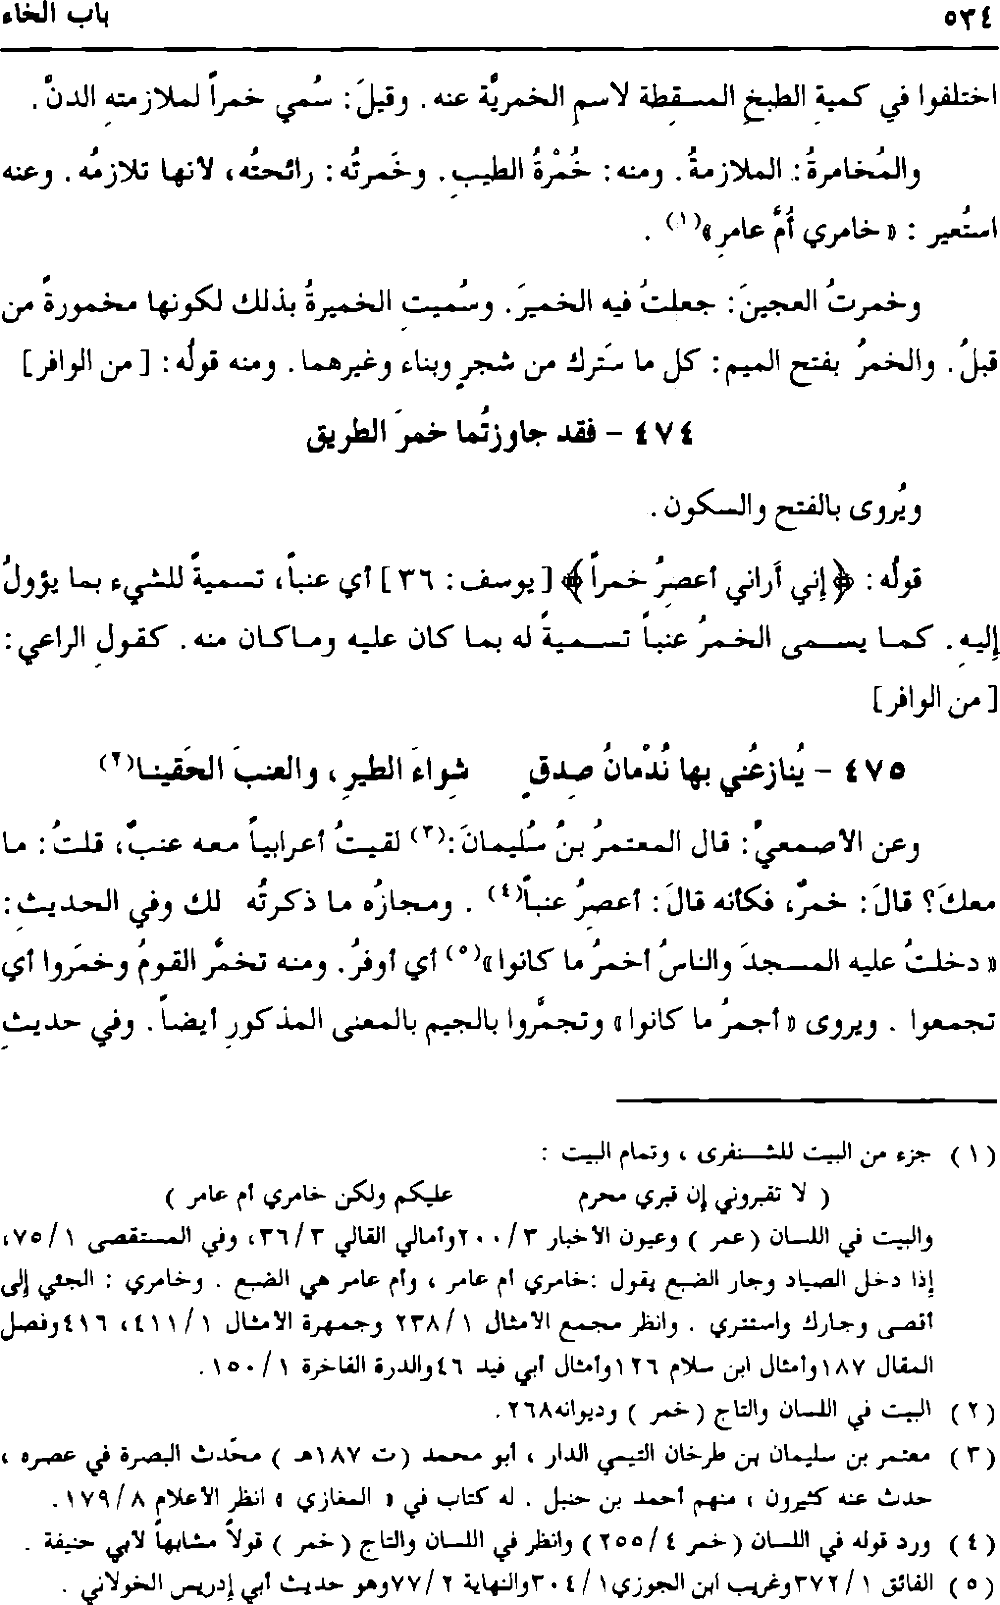 ٥٣٤ باب الخاء
اختلفوا في كمية الطبخ المسقطة لاسم الخمريَّة عنه. وقيلَ: سُمي خمراً لملازمتهِ الدنَّ.
والمُخامرةُ: الملازمةُ. ومنه: خُمْرةُ الطيبِ. وخَمرتُه: رائحتُه، لأنها تلازمُه. وعنه
استُعير: «خامري أُمَّ عامرِ»(١).
وخمرتُ العجينَ: جعلتُ فيه الخميرَ. وسُميتِ الخميرةُ بذلك لكونها مخمورةً من
قبلُ. والخمرُ بفتح الميم: كل ما سَترك من شجرٍ وبناء وغيرهما. ومنه قولُه: [من الوافر]
٤٧٤ - فقد جاوزتُما خمرَ الطريق
ويُروى بالفتح والسكون.
قولُه: ﴿إني أَراني أعصرُ خمراً﴾ [يوسف: ٣٦] أي عنباً، تسميةً للشيء بما يؤولُ
إليهِ. كما يسمى الخمرُ عنباً تسميةً له بما كان عليه وماكان منه. كقولِ الراعي:
[من الوافر]
٤٧٥ - يُنازعُني بها نُدْمانُ صِدقٍ شِواءَ الطيرِ، والعنبَ الحَقينا(٢)
وعن الأصمعيِّ: قال المعتمرُ بنُ سُليمانَ:(٣) لقيتُ أعرابياً معه عنبٌ، قلتُ: ما
معكَ؟ قالَ: خمرٌ، فكأنه قالَ: أعصِرُ عنباً(٤). ومجازُه ما ذكرتُه لك وفي الحديثِ:
«دخلتُ عليه المسجدَ والناسُ أخمرُ ما كانوا»(٥) أي أوفرُ. ومنه تخمَّر القومُ وخمَروا أي
تجمعوا. ويروى «أجمرُ ما كانوا» وتجمَّروا بالجيم بالمعنى المذكورِ أيضاً. وفي حديثِ
(١) جزء من البيت للشنفرى، وتمام البيت:
(لا تقبروني إن قبري محرم عليكم ولكن خامري أم عامر)
والبيت في اللسان (عمر) وعيون الأخبار ٢٠٠/٣ وأمالي القالي ٣٦/٣، وفي المستقصى ٧٥/١،
إذا دخل الصياد وجار الضبع يقول: خامري أم عامر، وأم عامر هي الضبع. وخامري: الجئي إلى
أقصى وجارك واستتري. وانظر مجمع الأمثال ٢٣٨/١ وجمهرة الأمثال ٤١١/١، ٤١٦ وفصل
المقال ١٨٧ وأمثال ابن سلام ١٢٦ وأمثال أبي فيد ٤٦ والدرة الفاخرة ١٥٠/١.
(٢) البيت في اللسان والتاج (خمر) وديوانه ٢٦٨.
(٣) معتمر بن سليمان بن طرخان التيمي الدار، أبو محمد (ت ١٨٧هـ) محّدث البصرة في عصره،
حدث عنه كثيرون، منهم أحمد بن حنبل. له كتاب في «المغازي» انظر الأعلام ١٧٩/٨.
(٤) ورد قوله في اللسان (خمر ٢٥٥/٤) وانظر في اللسان والتاج (خمر) قولاً مشابهاً لأبي حنيفة.
(٥) الفائق ٣٧٢/١ وغريب ابن الجوزي ٣٠٤/١ والنهاية ٧٧/٢ وهو حديث أبي إدريس الخولاني.